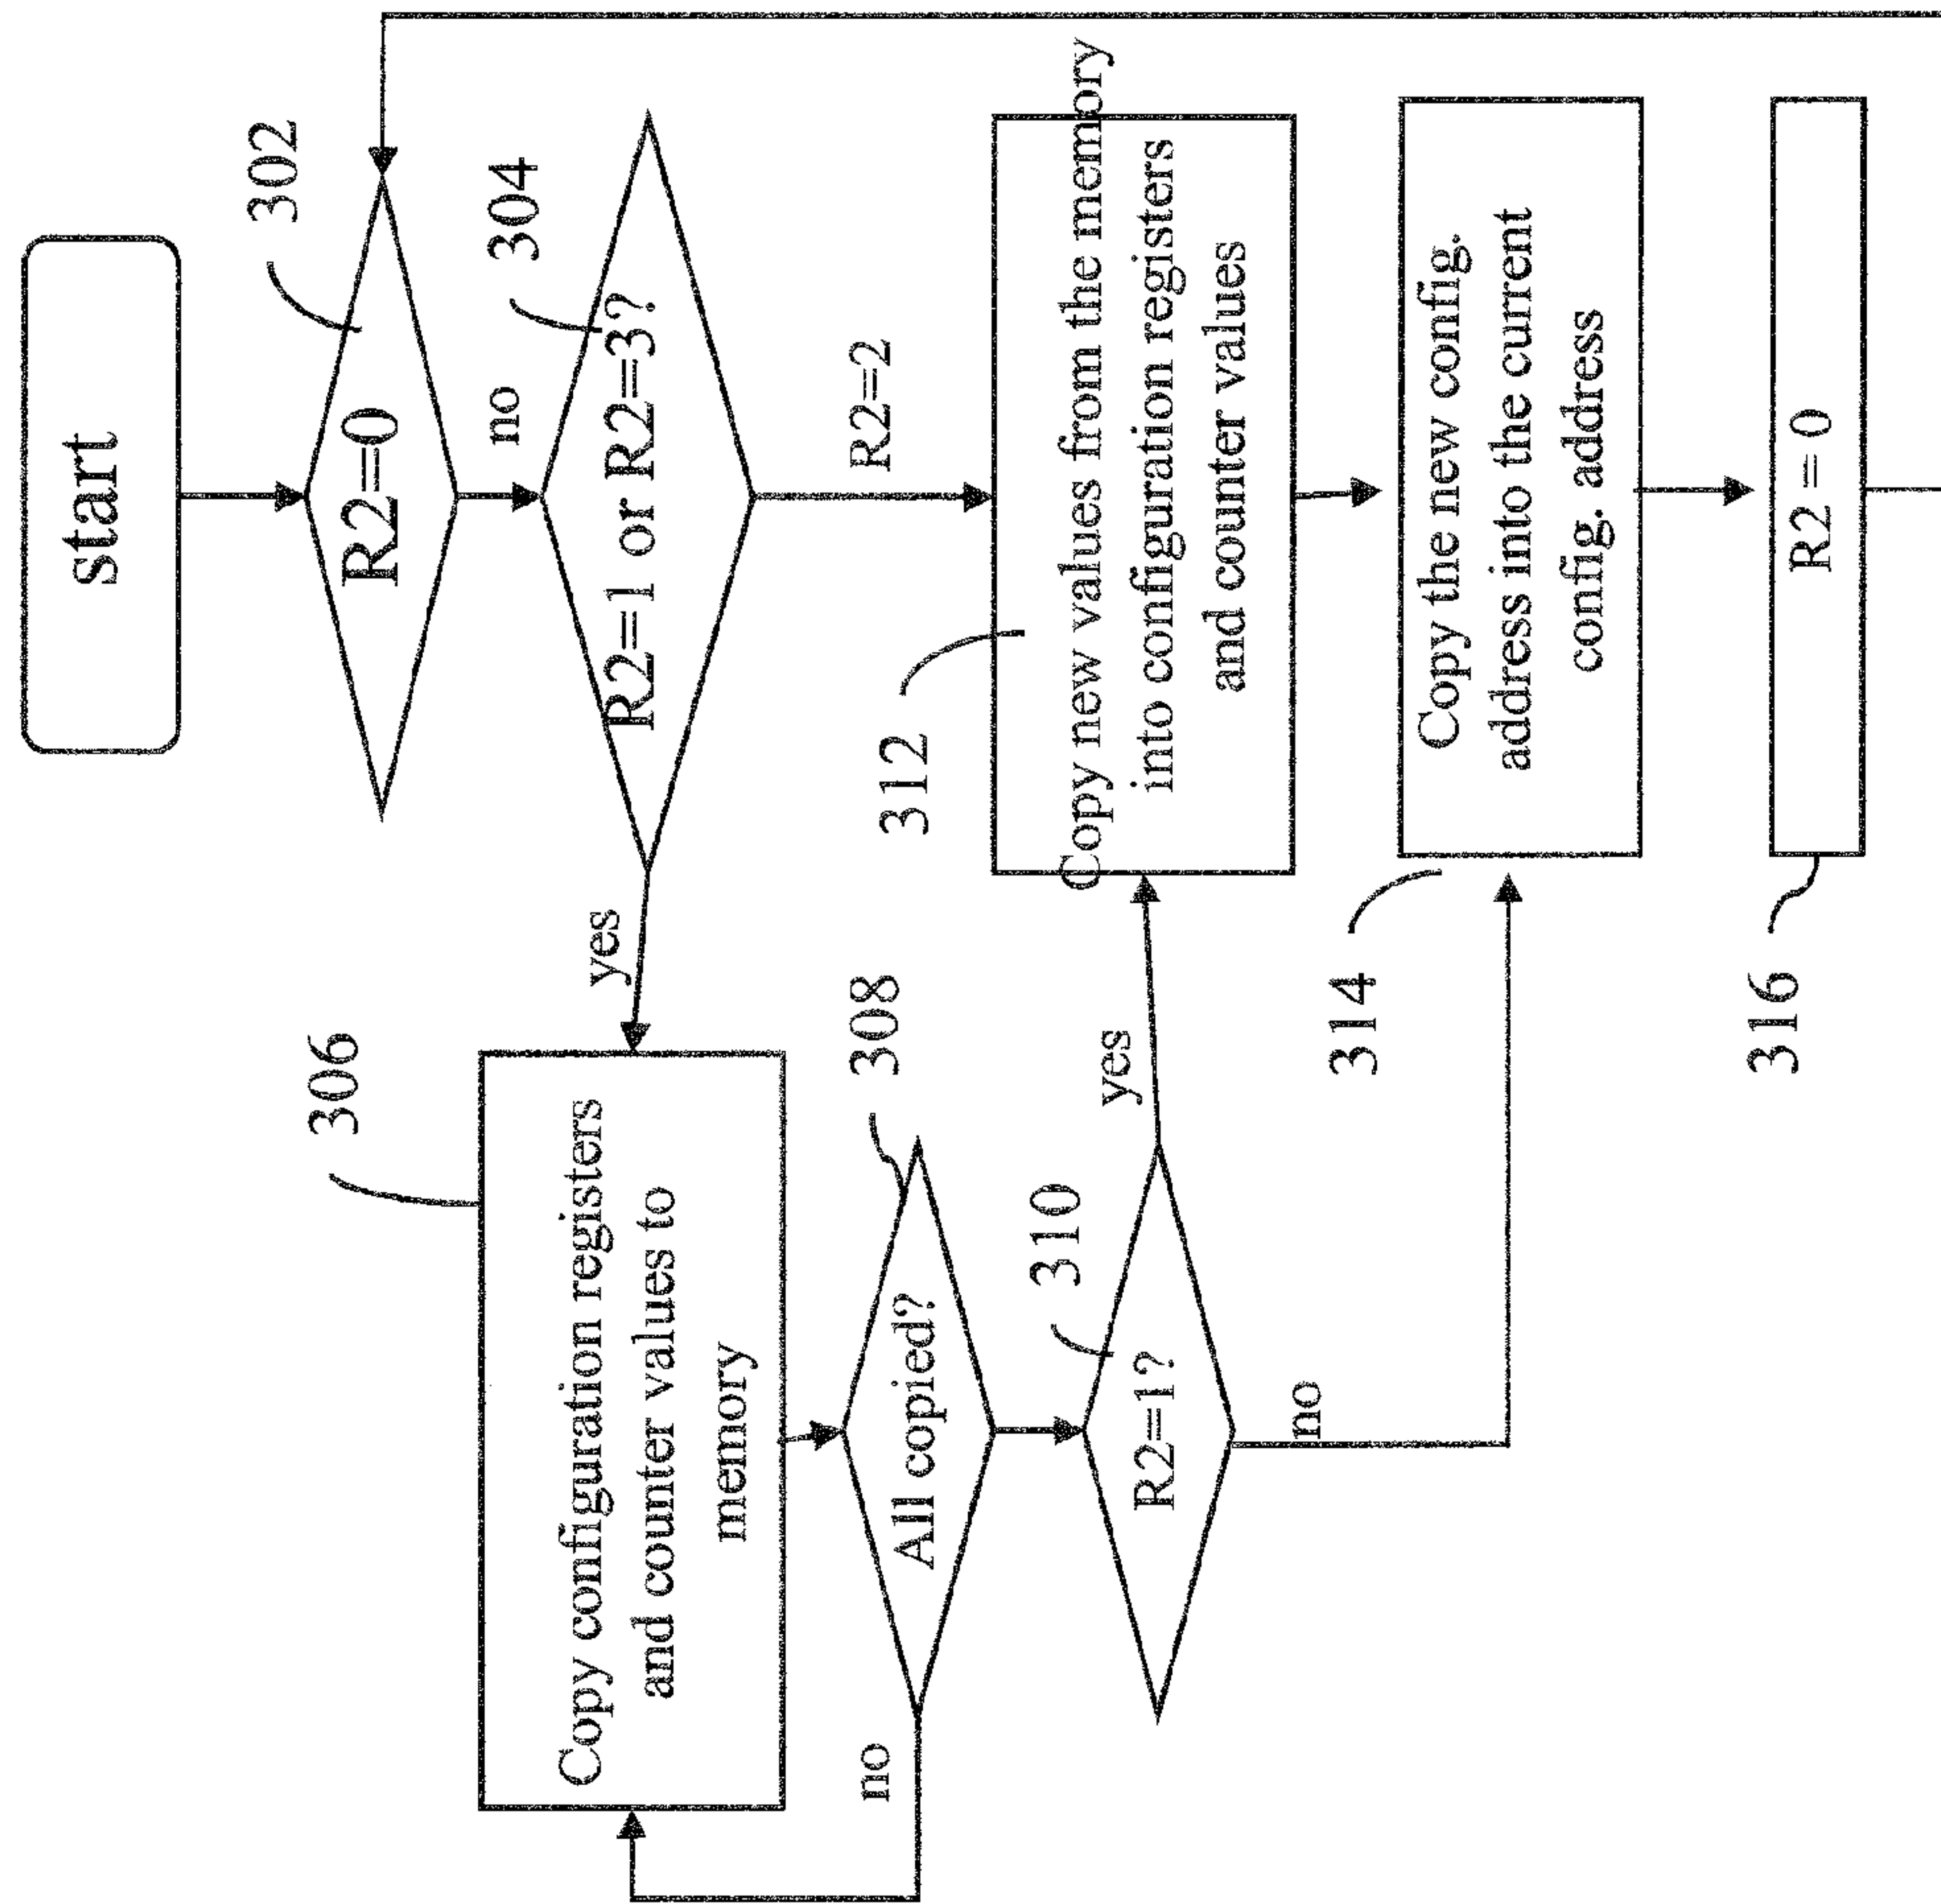 start
302
R2=0
no
304
R2=1 or R2=3?
yes
R2=2
306
Copy configuration registers
and counter values to
memory
308
All copied?
no
310
R2=1?
yes
no
312
Copy new values from the memory
into configuration registers
and counter values
314
Copy the new config.
address into the current
config. address
316
R2 = 0